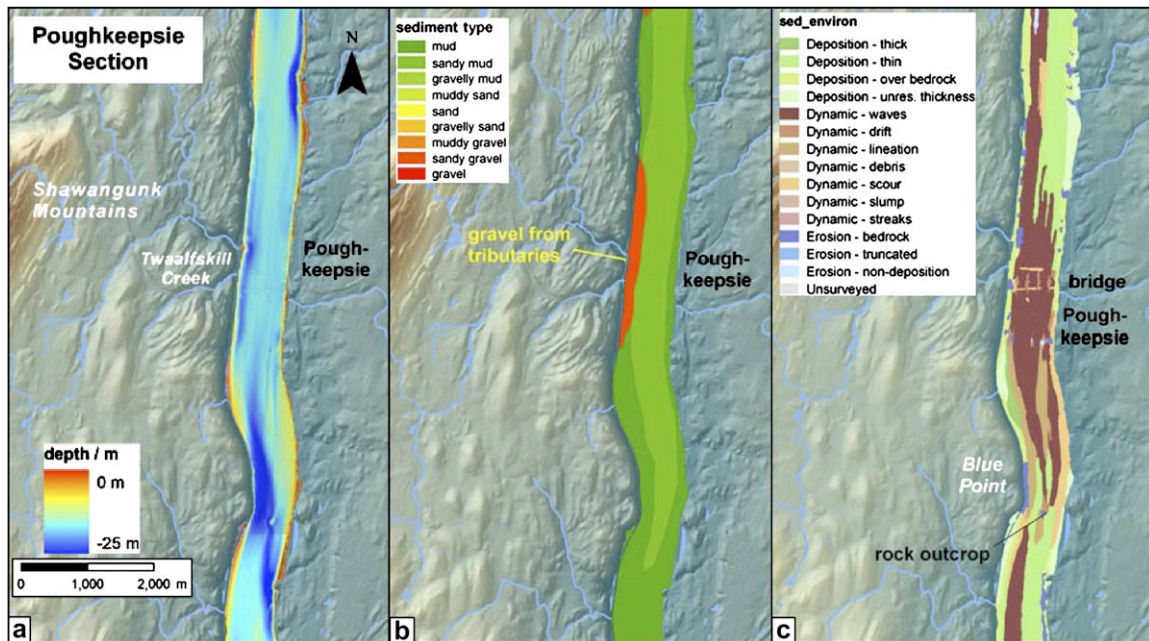 Poughkeepsie
Section
N
Shawangunk
Mountains
Twaalfskill
Creek
Pough-
keepsie
depth / m
0 m
-25 m
0 1,000 2,000 m
a
sediment type
mud
sandy mud
gravelly mud
muddy sand
sand
gravelly sand
muddy gravel
sandy gravel
gravel
gravel from
tributaries
Pough-
keepsie
b
sed_environ
Deposition - thick
Deposition - thin
Deposition - over bedrock
Deposition - unres. thickness
Dynamic - waves
Dynamic - drift
Dynamic - lineation
Dynamic - debris
Dynamic - scour
Dynamic - slump
Dynamic - streaks
Erosion - bedrock
Erosion - truncated
Erosion - non-deposition
Unsurveyed
bridge
Pough-
keepsie
Blue
Point
rock outcrop
c